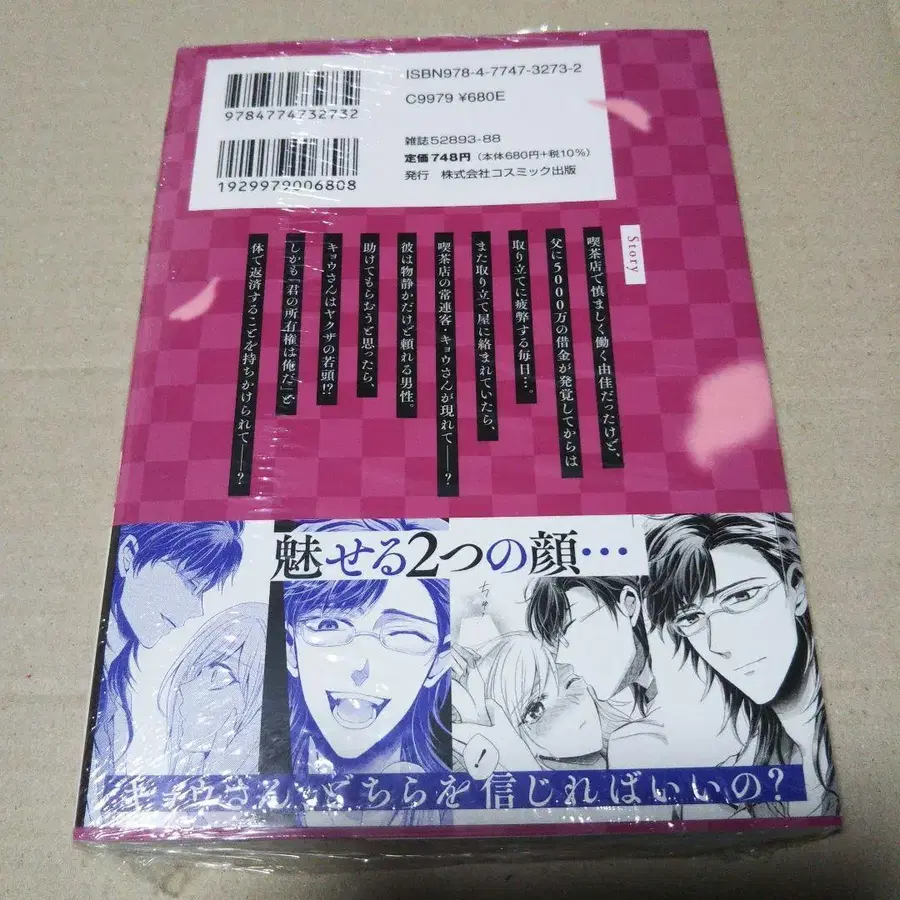 ISBN978-4-7747-3273-2
C9979 ¥680E
9784774732732
雑誌52893-88
定価748円（本体680円+税10%）
発行 株式会社コスミック出版
1929979006808
Story
喫茶店で慎ましく働く由佳だったけど、
父に5000万の借金が発覚してからは
取り立てに疲弊する毎日…。
また取り立て屋に絡まれていたら、
喫茶店の常連客・キョウさんが現れて――?
彼は物静かだけど頼れる男性。
助けてもらおうと思ったら、
キョウさんはヤクザの若頭!?
しかも「君の所有権は俺だ」と
体で返済することを持ちかけられて――?
魅せる2つの顔…
ちゅ
キョウさん、どちらを信じればいいの?